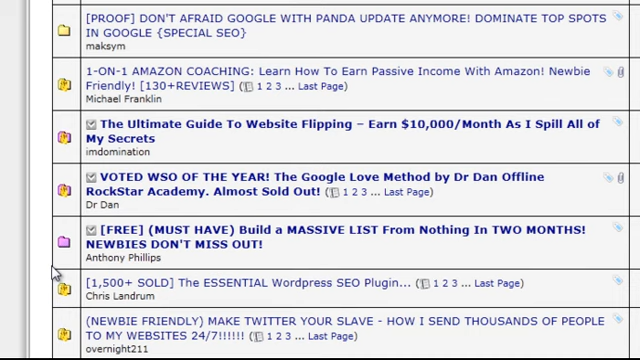 [PROOF] DON'T AFRAID GOOGLE WITH PANDA UPDATE ANYMORE! DOMINATE TOP SPOTS
IN GOOGLE {SPECIAL SEO}
maksym
1-ON-1 AMAZON COACHING: Learn How To Earn Passive Income With Amazon! Newbie
Friendly! [130+REVIEWS] ( 1 2 3 ... Last Page)
Michael Franklin
The Ultimate Guide To Website Flipping – Earn $10,000/Month As I Spill All of
My Secrets
imdomination
VOTED WSO OF THE YEAR! The Google Love Method by Dr Dan Offline
RockStar Academy. Almost Sold Out! ( 1 2 3 ... Last Page)
Dr Dan
[FREE] (MUST HAVE) Build a MASSIVE LIST From Nothing In TWO MONTHS!
NEWBIES DON'T MISS OUT!
Anthony Phillips
[1,500+ SOLD] The ESSENTIAL Wordpress SEO Plugin... ( 1 2 3 ... Last Page)
Chris Landrum
(NEWBIE FRIENDLY) MAKE TWITTER YOUR SLAVE - HOW I SEND THOUSANDS OF PEOPLE
TO MY WEBSITES 24/7!!!!!! ( 1 2 3 ... Last Page)
overnight211